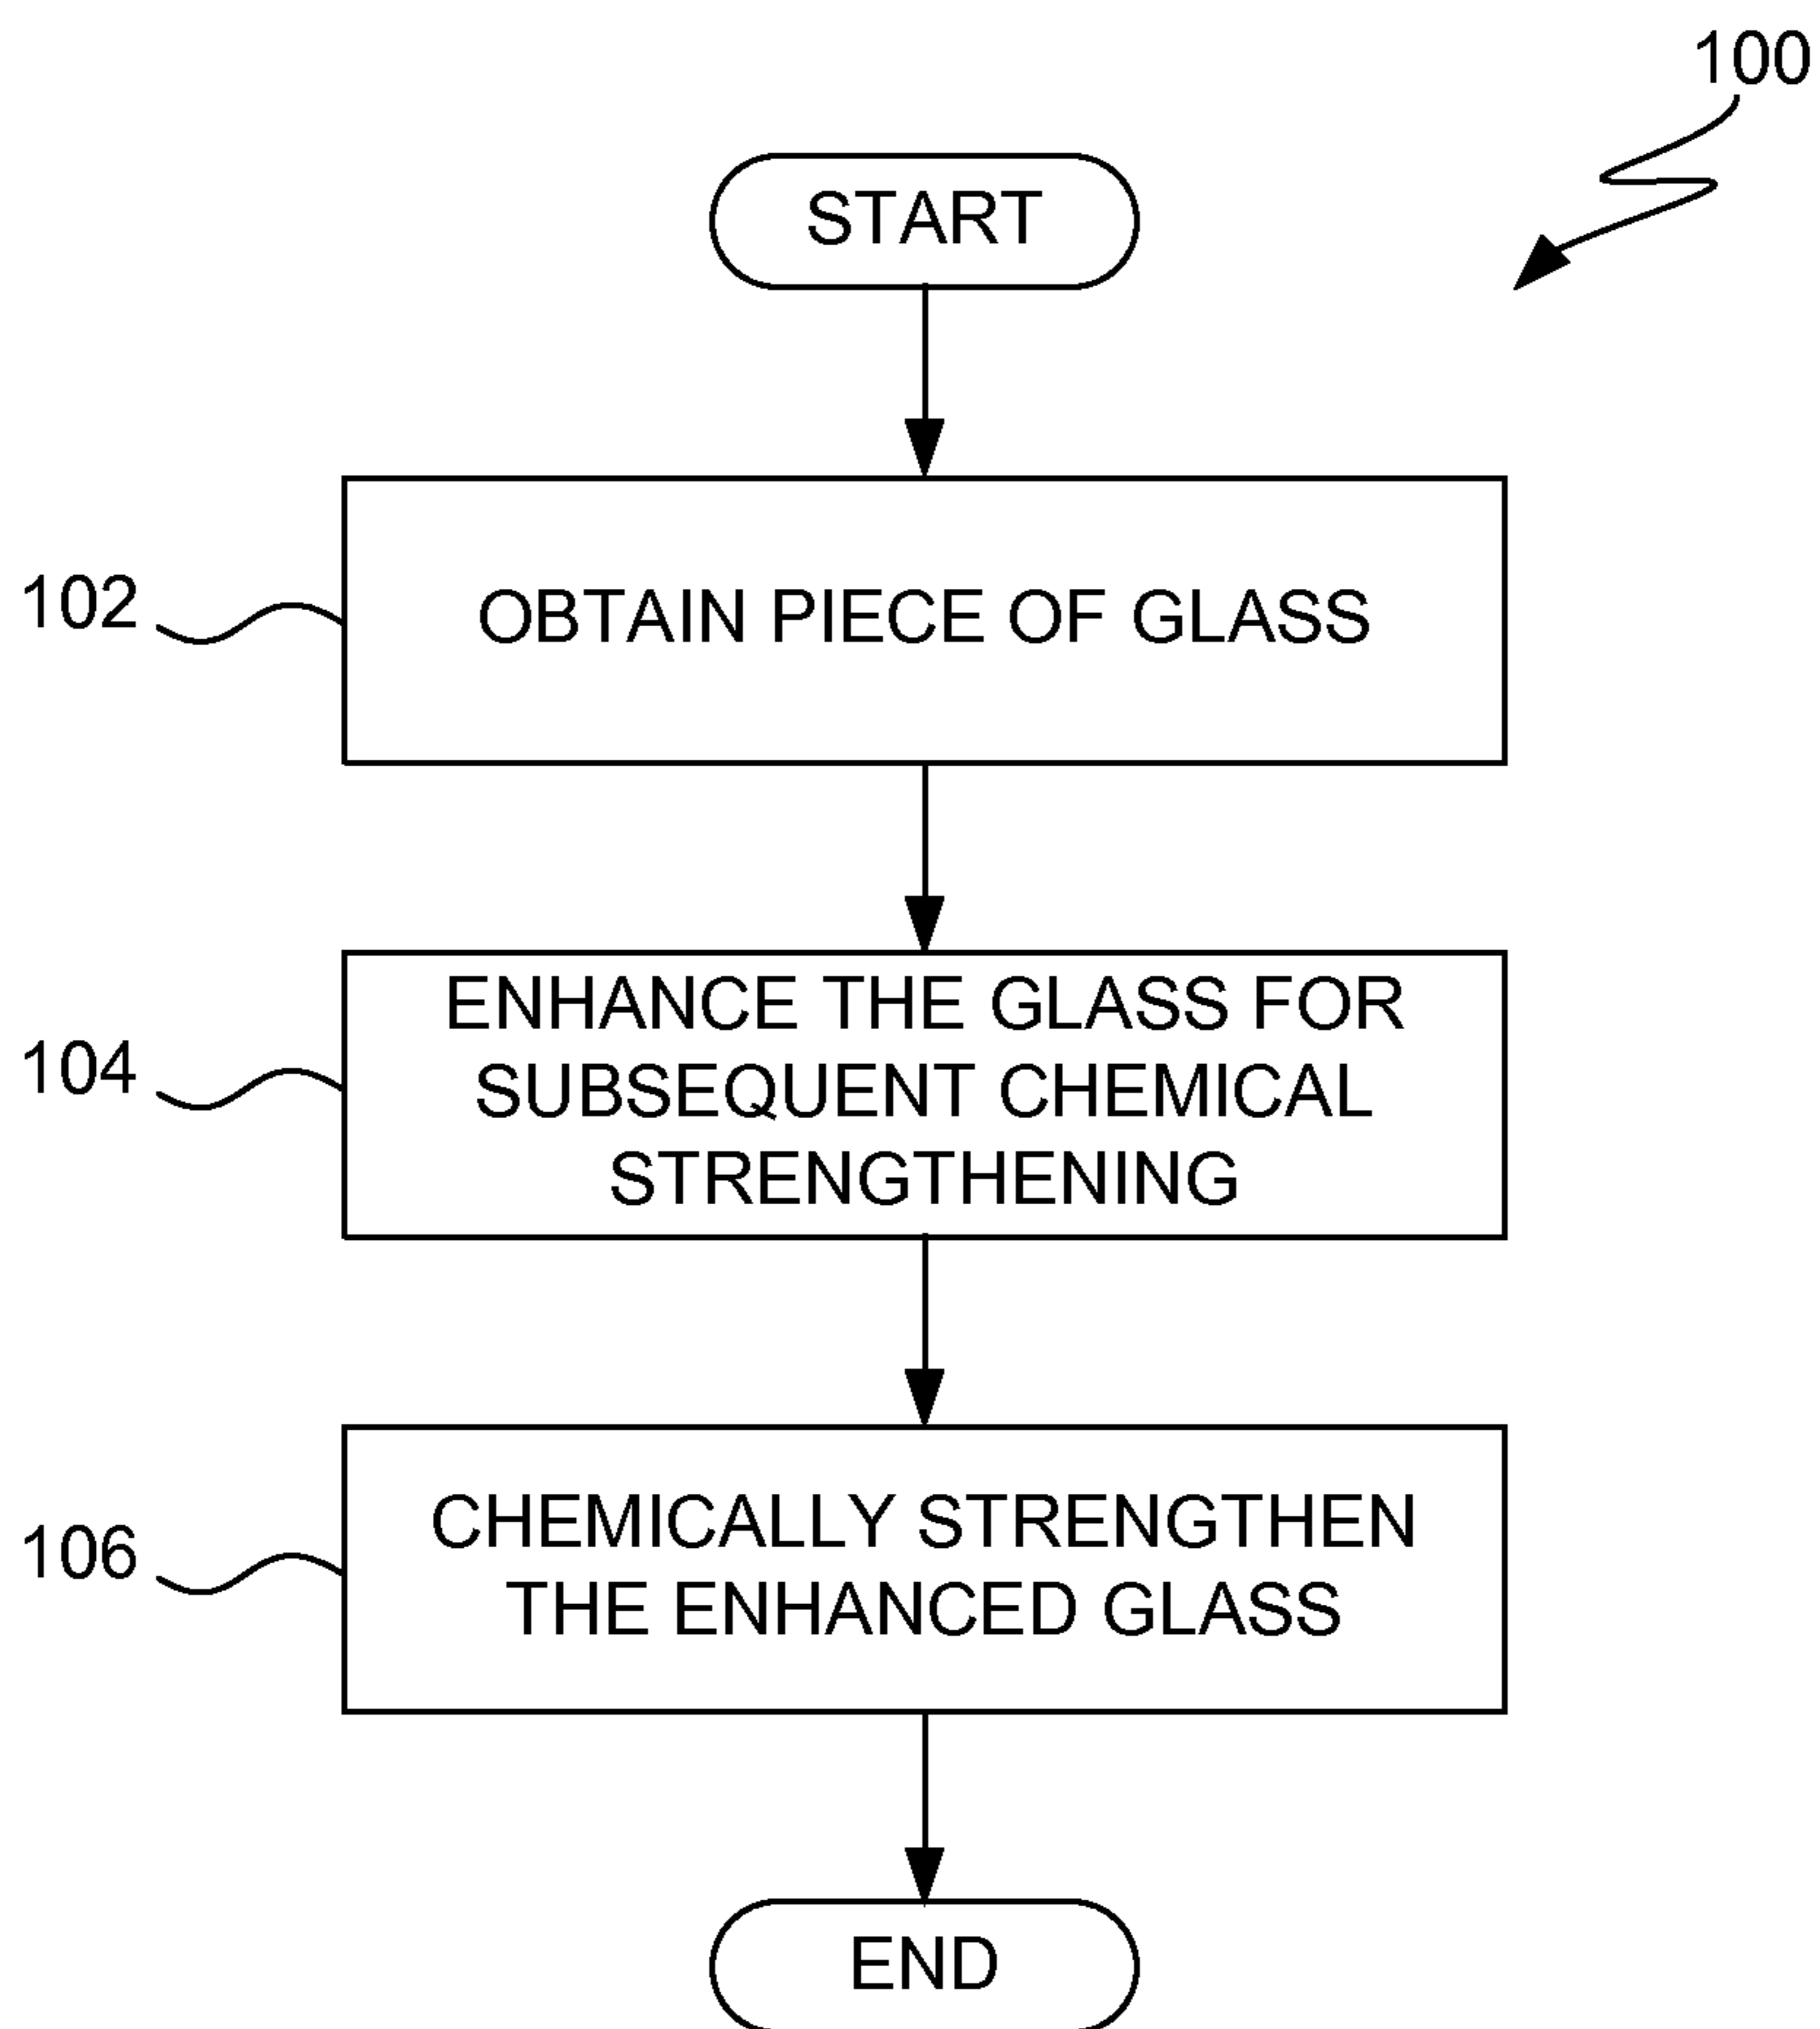 100
START
102
OBTAIN PIECE OF GLASS
104
ENHANCE THE GLASS FOR
SUBSEQUENT CHEMICAL
STRENGTHENING
106
CHEMICALLY STRENGTHEN
THE ENHANCED GLASS
END